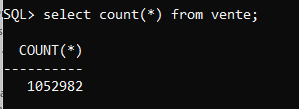 SQL> select count(*) from vente;
COUNT(*)
----------
1052982